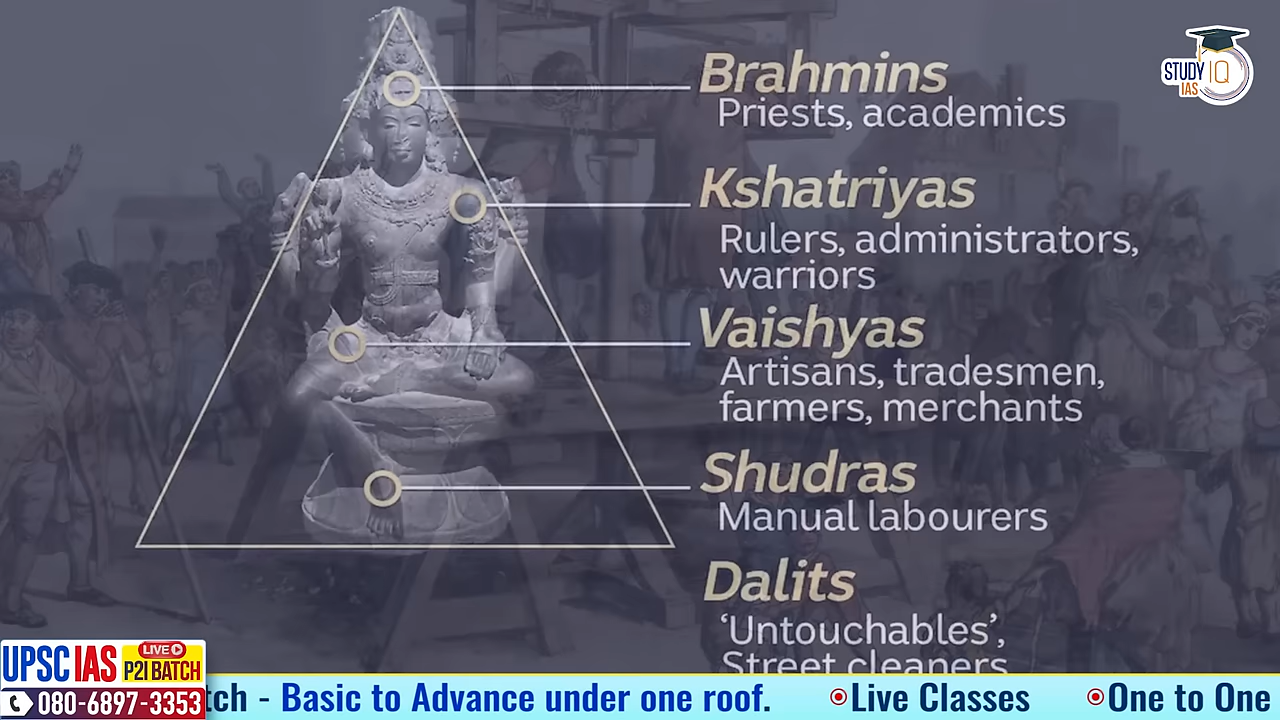 Brahmins
Priests, academics
Kshatriyas
Rulers, administrators,
warriors
Vaishyas
Artisans, tradesmen,
farmers, merchants
Shudras
Manual labourers
Dalits
‘Untouchables’,
Street cleaners
STUDY IQ
IAS
UPSC IAS
LIVE
P2I BATCH
080-6897-3353
tch - Basic to Advance under one roof. Live Classes One to One